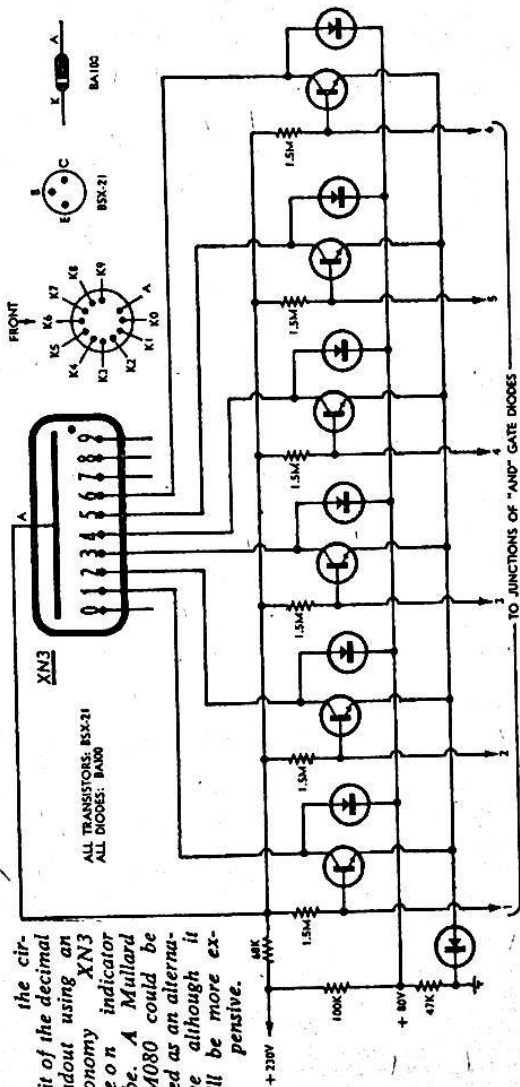 the cir-
it of the decimal
dout using an
onomy XN3
eon indicator
be. A Mullard
M080 could be
ed as an alterna-
e although it
ll be more ex-
pensive.
XN3
ALL TRANSISTORS: BSX-21
ALL DIODES: BA100
A
0 1 2 3 4 5 6 7 8 9
FRONT
K4 K5 K6 K7 K8 K9
K3 K2 K1 K0 A
B
E C
BSX-21
K A
BA100
+230V
68K
100K
+ 80V
47K
1.5M 1.5M 1.5M 1.5M 1.5M 1.5M
1 2 3 4 5 6
TO JUNCTIONS OF "AND" GATE DIODES